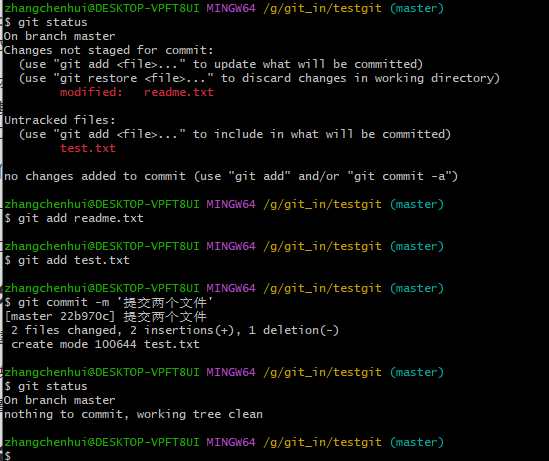 zhangchenhui@DESKTOP-VPFT8UI MINGW64 /g/git_in/testgit (master)
$ git status
On branch master
Changes not staged for commit:
  (use "git add <file>..." to update what will be committed)
  (use "git restore <file>..." to discard changes in working directory)
        modified:   readme.txt

Untracked files:
  (use "git add <file>..." to include in what will be committed)
        test.txt

no changes added to commit (use "git add" and/or "git commit -a")

zhangchenhui@DESKTOP-VPFT8UI MINGW64 /g/git_in/testgit (master)
$ git add readme.txt

zhangchenhui@DESKTOP-VPFT8UI MINGW64 /g/git_in/testgit (master)
$ git add test.txt

zhangchenhui@DESKTOP-VPFT8UI MINGW64 /g/git_in/testgit (master)
$ git commit -m '提交两个文件'
[master 22b970c] 提交两个文件
 2 files changed, 2 insertions(+), 1 deletion(-)
 create mode 100644 test.txt

zhangchenhui@DESKTOP-VPFT8UI MINGW64 /g/git_in/testgit (master)
$ git status
On branch master
nothing to commit, working tree clean

zhangchenhui@DESKTOP-VPFT8UI MINGW64 /g/git_in/testgit (master)
$